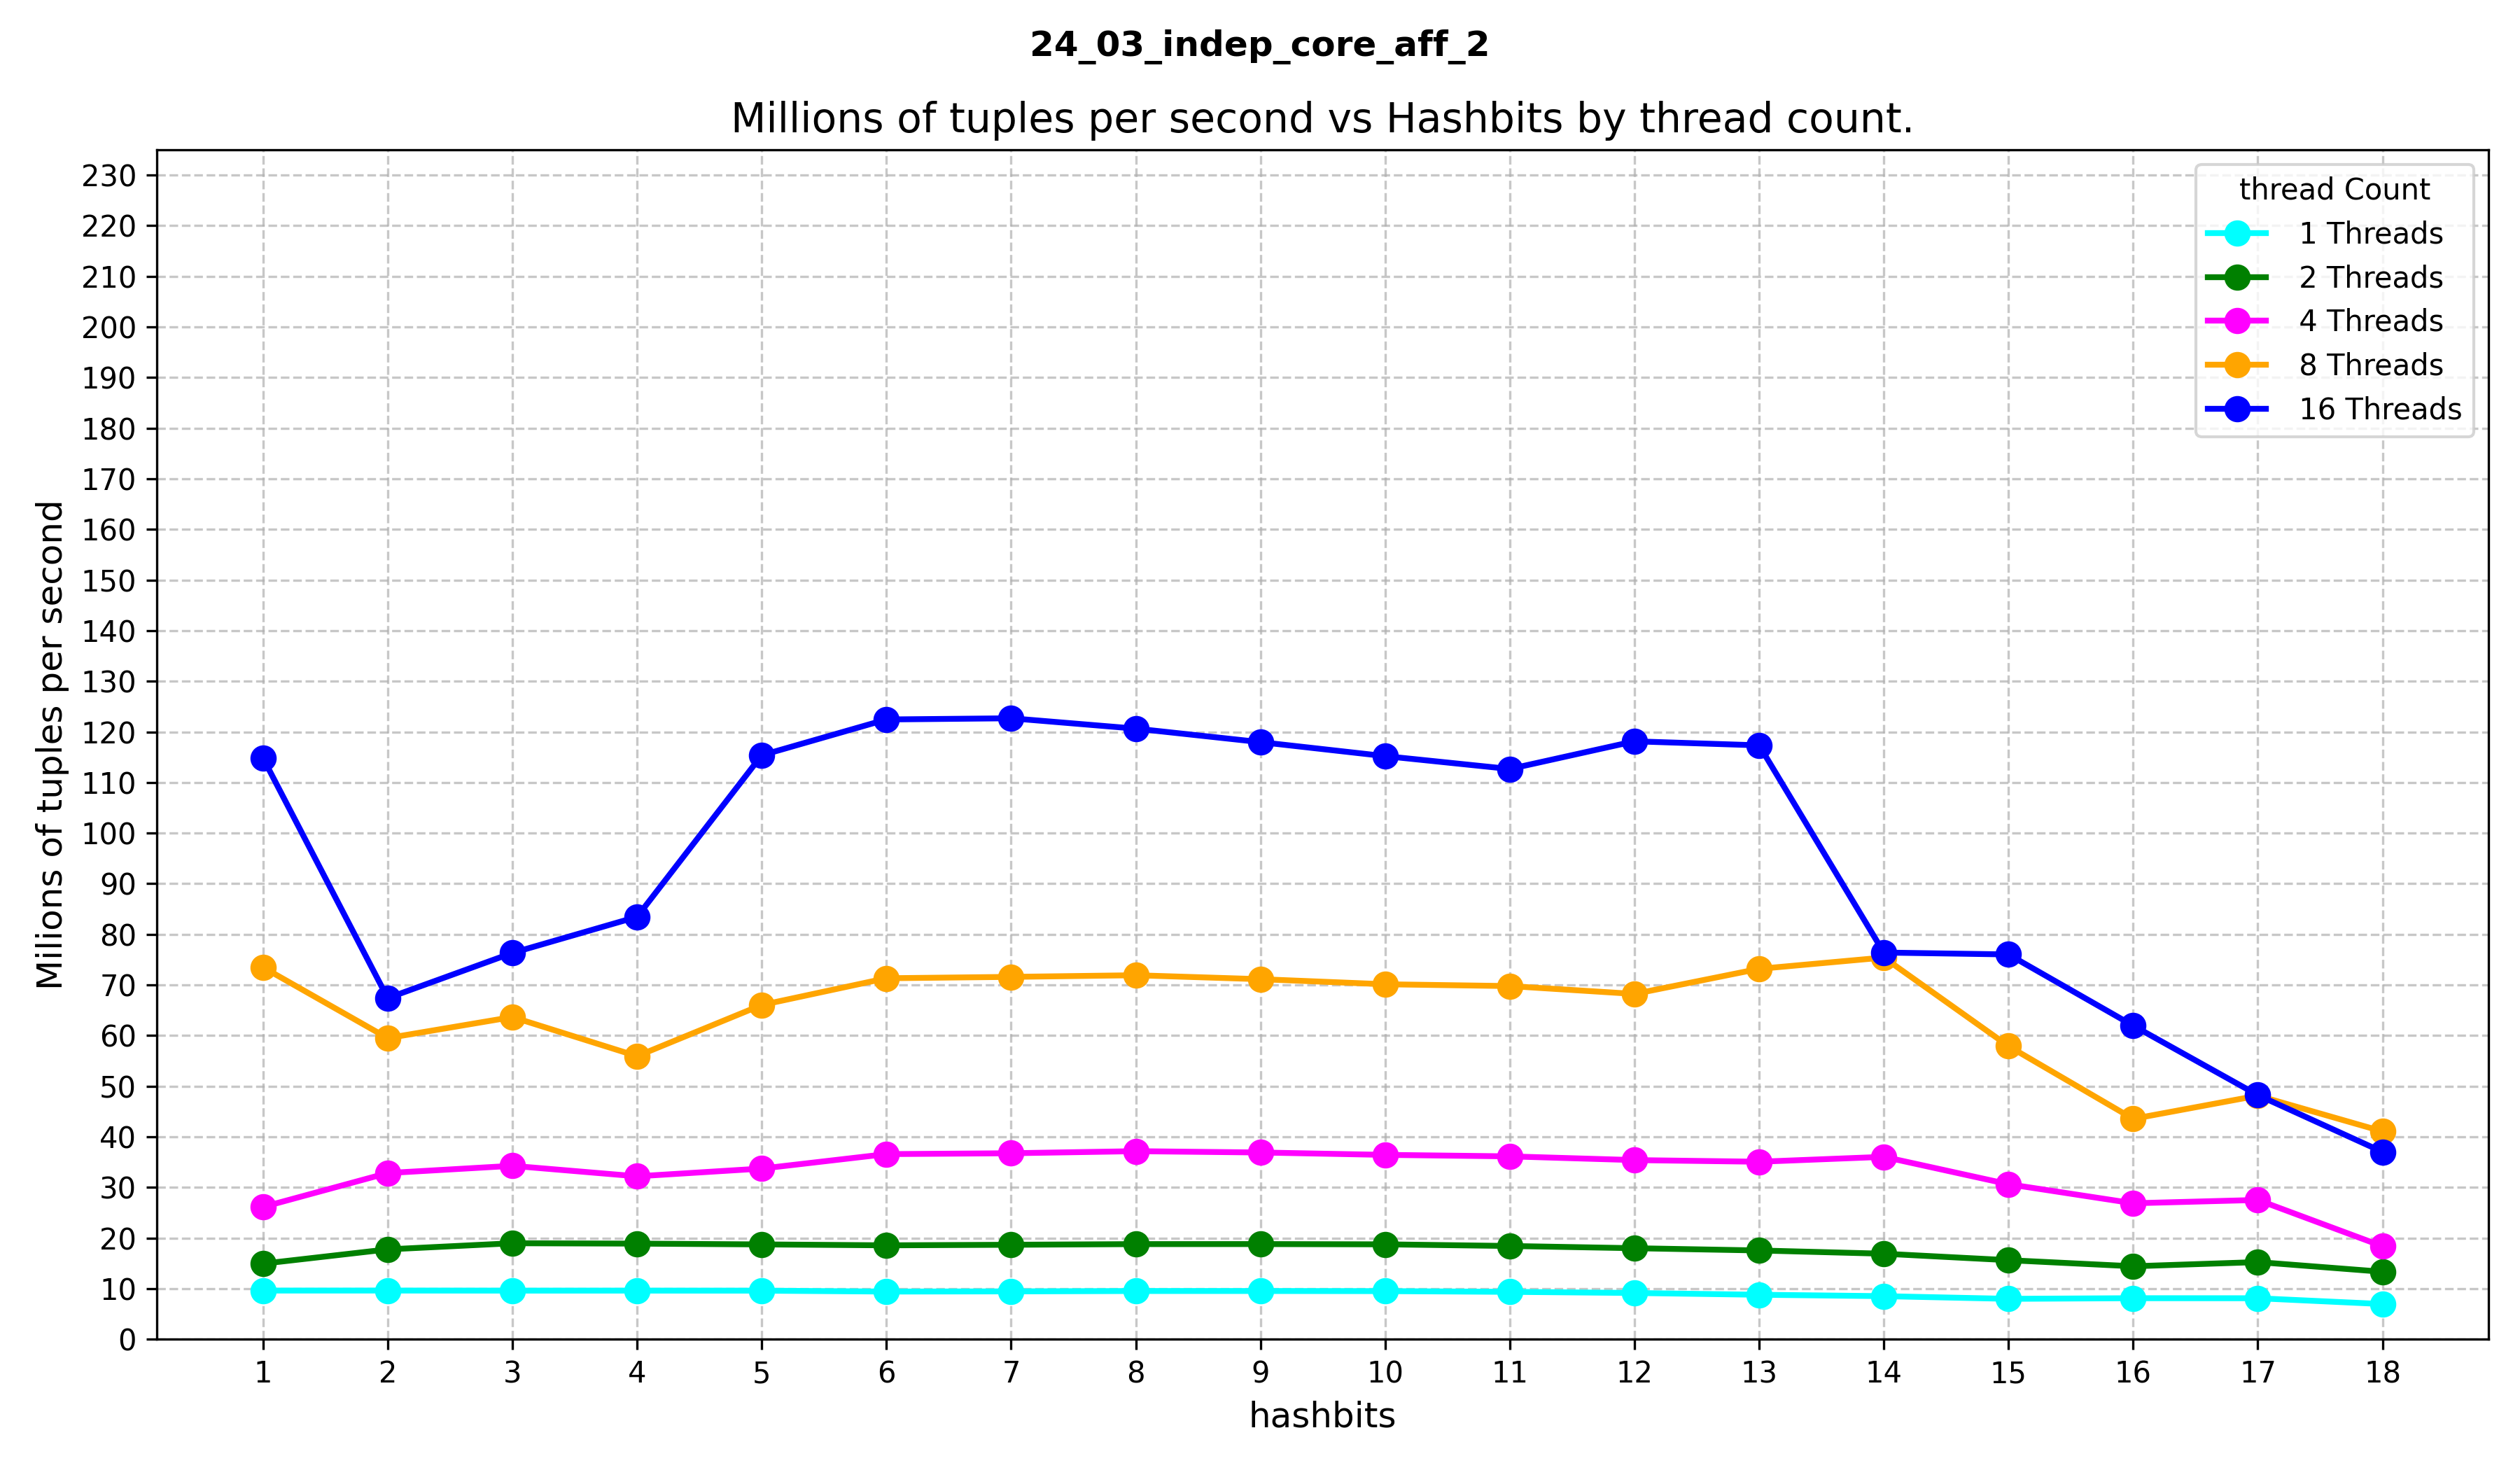 24_03_indep_core_aff_2
Millions of tuples per second vs Hashbits by thread count.
Millions of tuples per second
230
220
210
200
190
180
170
160
150
140
130
120
110
100
90
80
70
60
50
40
30
20
10
0
thread Count
1 Threads
2 Threads
4 Threads
8 Threads
16 Threads
1 2 3 4 5 6 7 8 9 10 11 12 13 14 15 16 17 18
hashbits